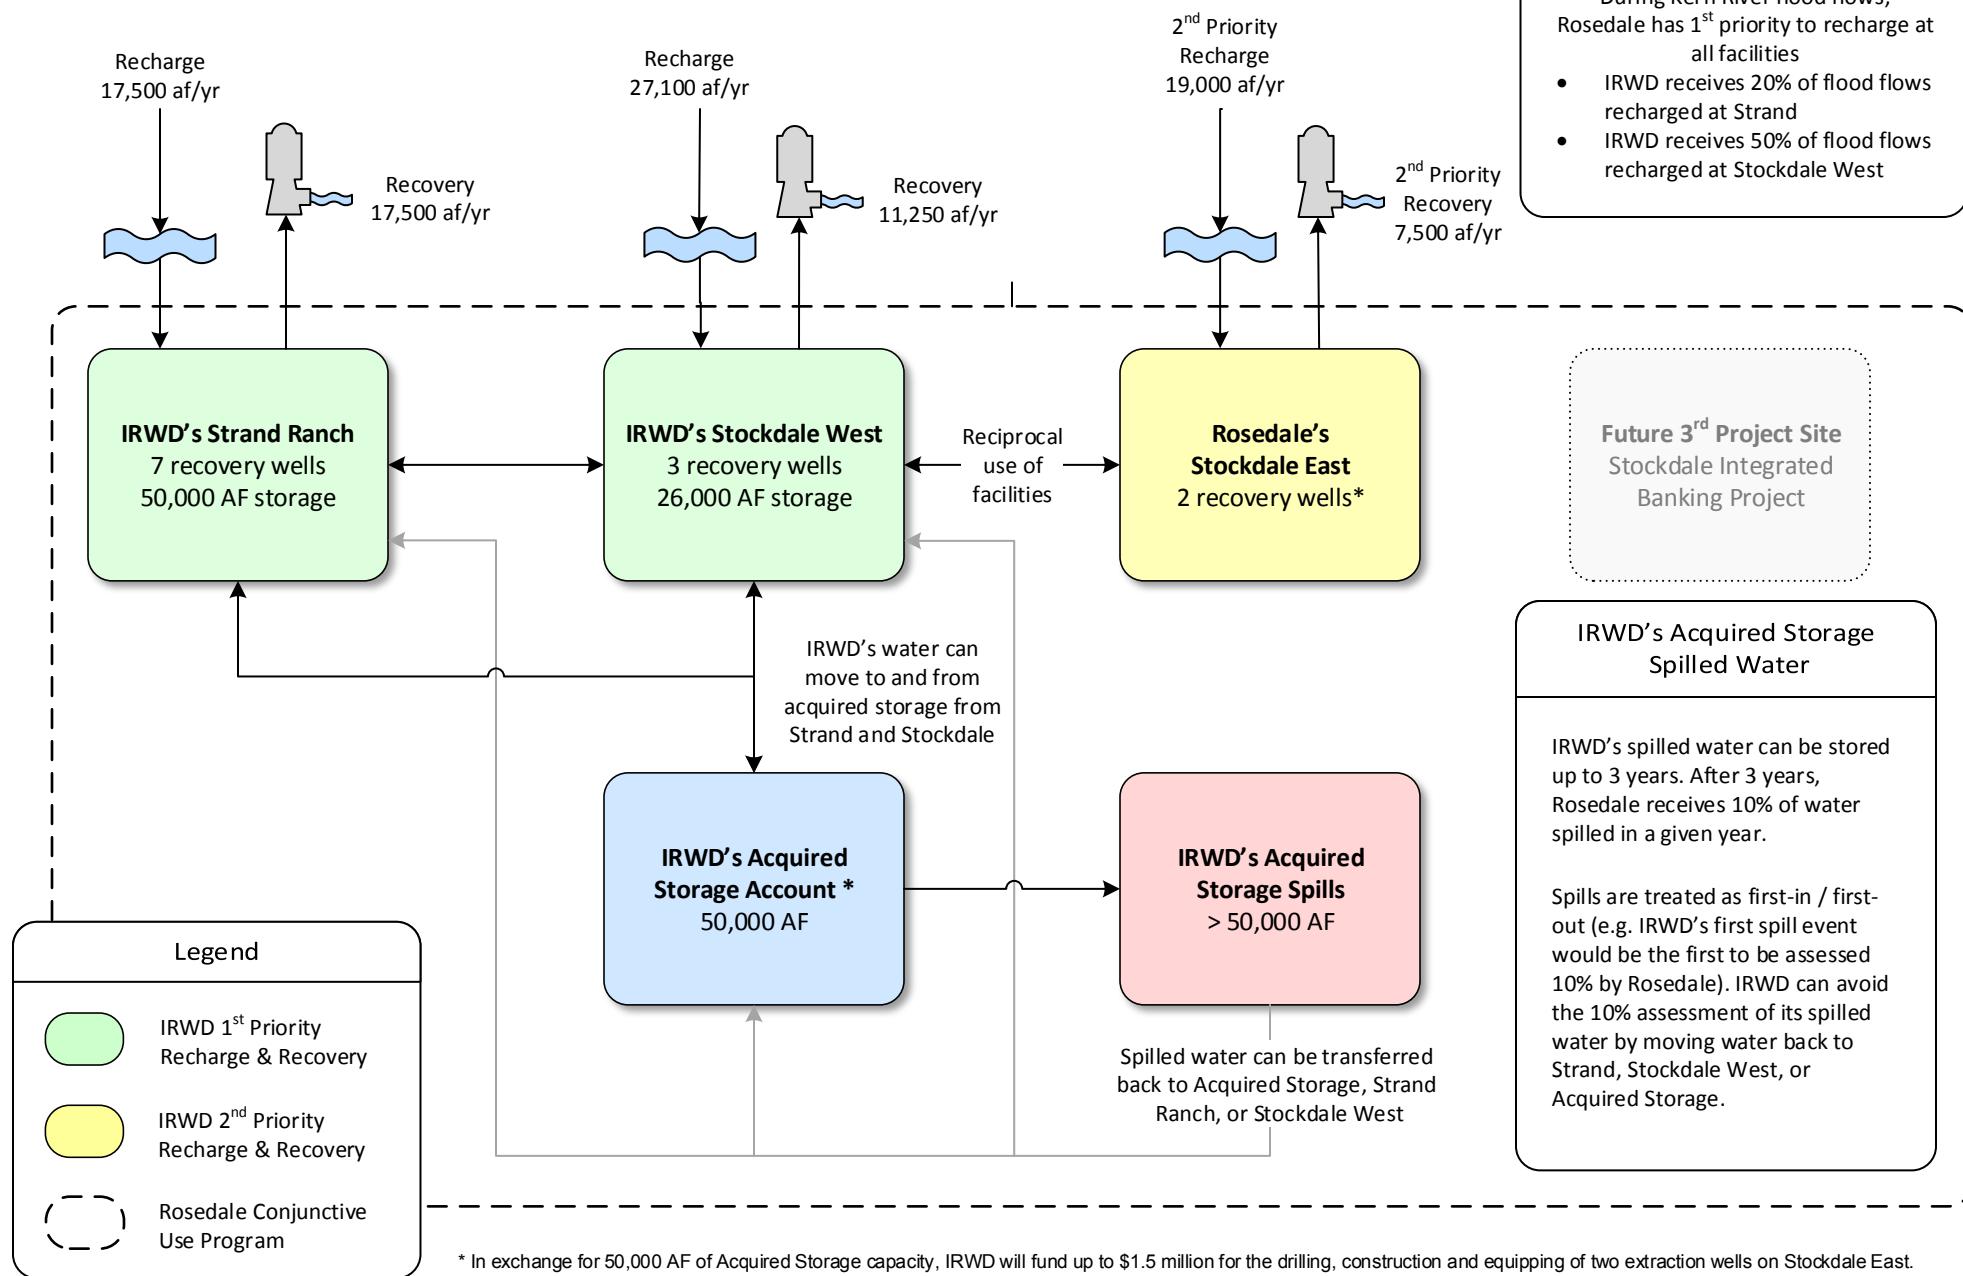 During Kern River flood flows,
Rosedale has 1st priority to recharge at
all facilities
• IRWD receives 20% of flood flows
recharged at Strand
• IRWD receives 50% of flood flows
recharged at Stockdale West
Recharge
17,500 af/yr
Recovery
17,500 af/yr
Recharge
27,100 af/yr
Recovery
11,250 af/yr
2nd Priority
Recharge
19,000 af/yr
2nd Priority
Recovery
7,500 af/yr
IRWD’s Strand Ranch
7 recovery wells
50,000 AF storage
IRWD’s Stockdale West
3 recovery wells
26,000 AF storage
Reciprocal
use of
facilities
Rosedale’s
Stockdale East
2 recovery wells*
Future 3rd Project Site
Stockdale Integrated
Banking Project
IRWD’s water can
move to and from
acquired storage from
Strand and Stockdale
IRWD’s Acquired
Storage Account *
50,000 AF
IRWD’s Acquired
Storage Spills
> 50,000 AF
Spilled water can be transferred
back to Acquired Storage, Strand
Ranch, or Stockdale West
IRWD’s Acquired Storage
Spilled Water
IRWD’s spilled water can be stored
up to 3 years. After 3 years,
Rosedale receives 10% of water
spilled in a given year.
Spills are treated as first-in / first-
out (e.g. IRWD’s first spill event
would be the first to be assessed
10% by Rosedale). IRWD can avoid
the 10% assessment of its spilled
water by moving water back to
Strand, Stockdale West, or
Acquired Storage.
Legend
IRWD 1st Priority
Recharge & Recovery
IRWD 2nd Priority
Recharge & Recovery
Rosedale Conjunctive
Use Program
* In exchange for 50,000 AF of Acquired Storage capacity, IRWD will fund up to $1.5 million for the drilling, construction and equipping of two extraction wells on Stockdale East.